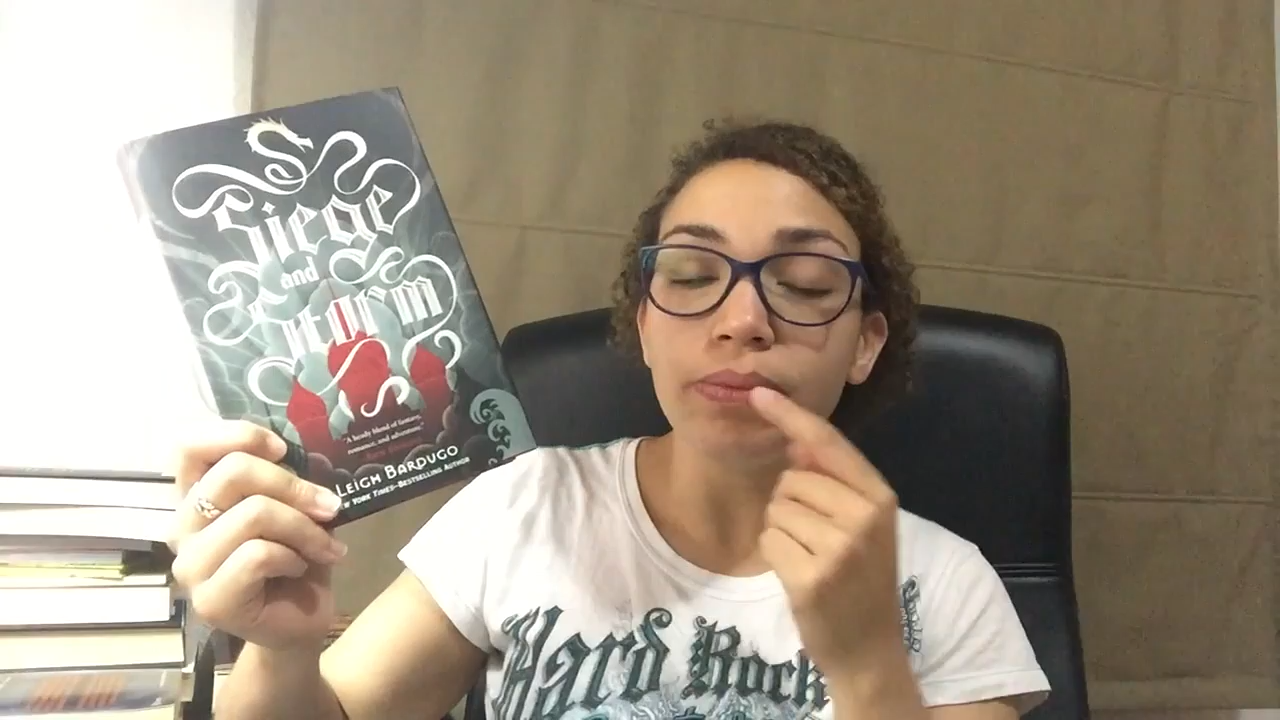 Siege
and
Storm
"A heady blend of fantasy,
romance, and adventure."
Leigh Bardugo
New York Times-Bestselling Author
Hard Rock